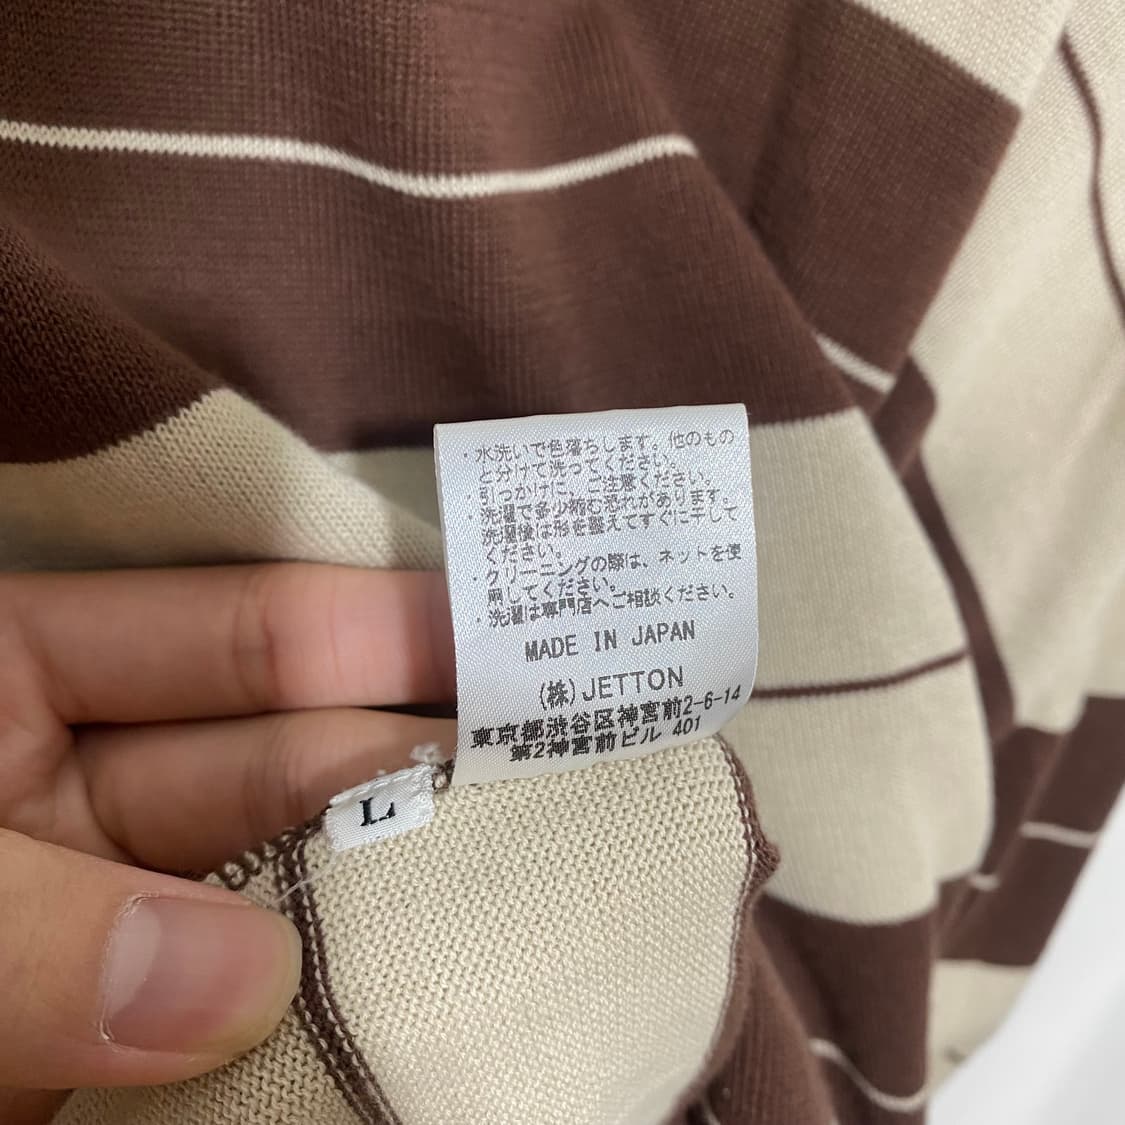 ・水洗いで色落ちします。他のもの
と分けて洗ってください。
・引っかけに、ご注意ください。
・洗濯で多少縮む恐れがあります。
洗濯後は形を整えてすぐに干して
ください。
・クリーニングの際は、ネットを使
用してください。
・洗濯は専門店へご相談ください。
MADE IN JAPAN
(株)JETTON
東京都渋谷区神宮前2-6-14
第2神宮前ビル 401
L